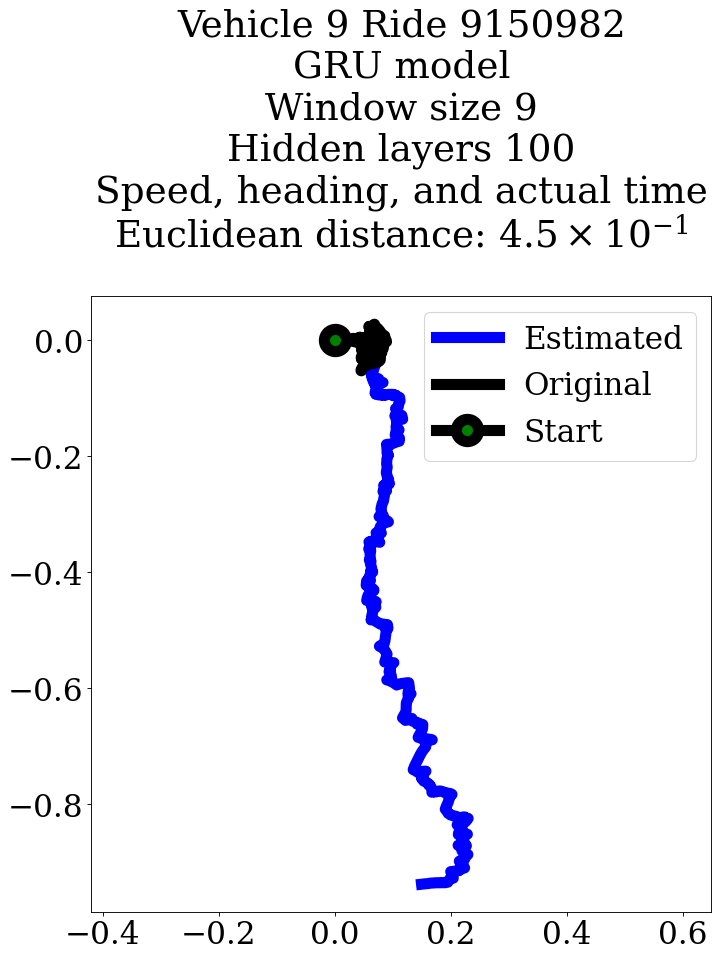 Vehicle 9 Ride 9150982
GRU model
Window size 9
Hidden layers 100
Speed, heading, and actual time
Euclidean distance: 4.5 × 10⁻¹
Estimated
Original
Start
0.0
−0.2
−0.4
−0.6
−0.8
−0.4
−0.2
0.0
0.2
0.4
0.6